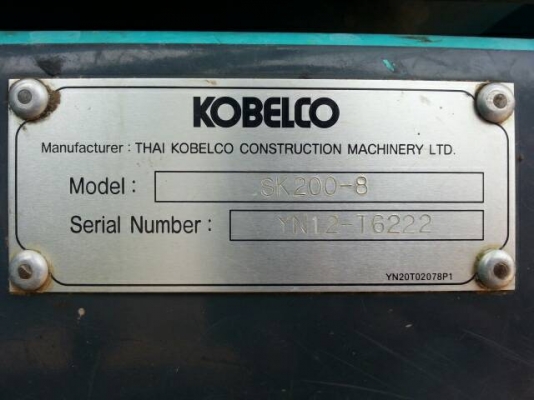 KOBELCO
Manufacturer : THAI KOBELCO CONSTRUCTION MACHINERY LTD.
Model : SK200-8
Serial Number : YN12-T6222
YN20T02078P1